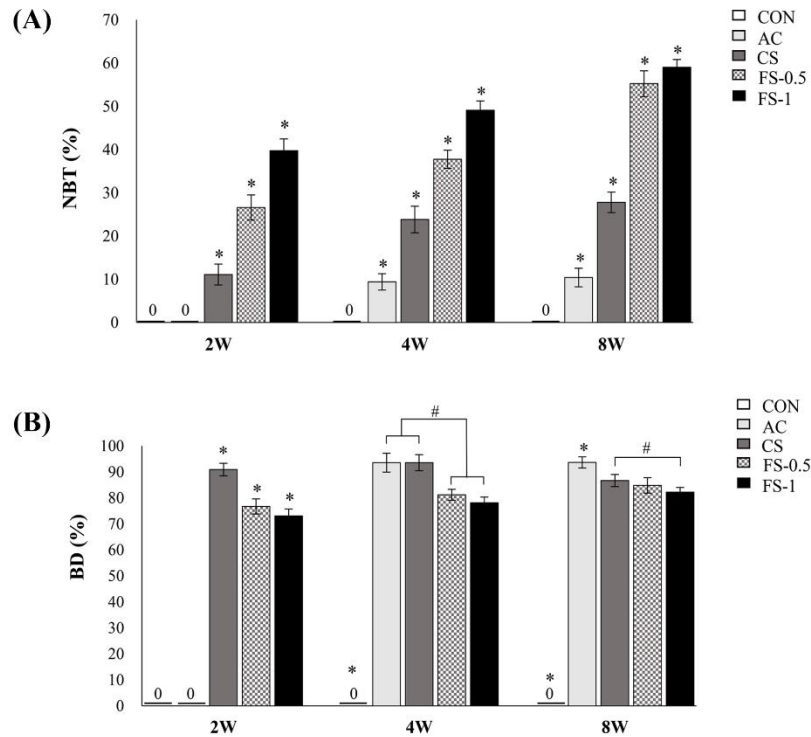 (A)
70
60
50
40
30
20
10
0
NBT (%)
0 0 * * *
0 * * * *
0 * * * *
2W 4W 8W
CON
AC
CS
FS-0.5
FS-1
(B)
100
90
80
70
60
50
40
30
20
10
0
BD (%)
0 0 * * *
* 0 #
* 0 * #
2W 4W 8W
CON
AC
CS
FS-0.5
FS-1